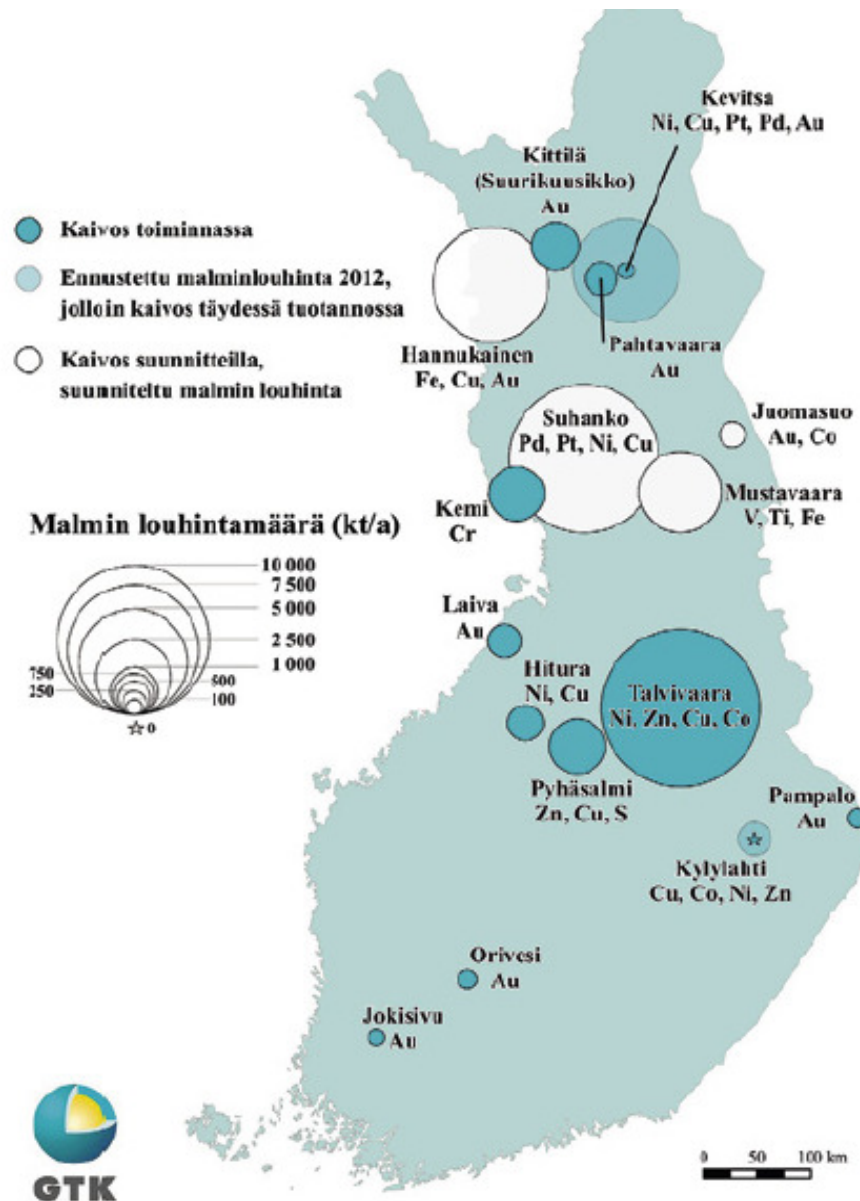 Kevitsa
Ni, Cu, Pt, Pd, Au
Kittilä
(Suurikuusikko)
Au
Kaivos toiminnassa
Ennustettu malminlouhinta 2012,
jolloin kaivos täydessä tuotannossa
Kaivos suunnitteilla,
suunniteltu malmin louhinta
Hannukainen
Fe, Cu, Au
Pahtavaara
Au
Suhanko
Pd, Pt, Ni, Cu
Juomasuo
Au, Co
Kemi
Cr
Mustavaara
V, Ti, Fe
Malmin louhintamäärä (kt/a)
10 000
7 500
5 000
2 500
1 000
750
500
250
100
0
Laiva
Au
Hitura
Ni, Cu
Talvivaara
Ni, Zn, Cu, Co
Pyhäsalmi
Zn, Cu, S
Pampalo
Au
Kylylahti
Cu, Co, Ni, Zn
Orivesi
Au
Jokisivu
Au
GTK
0 50 100 km